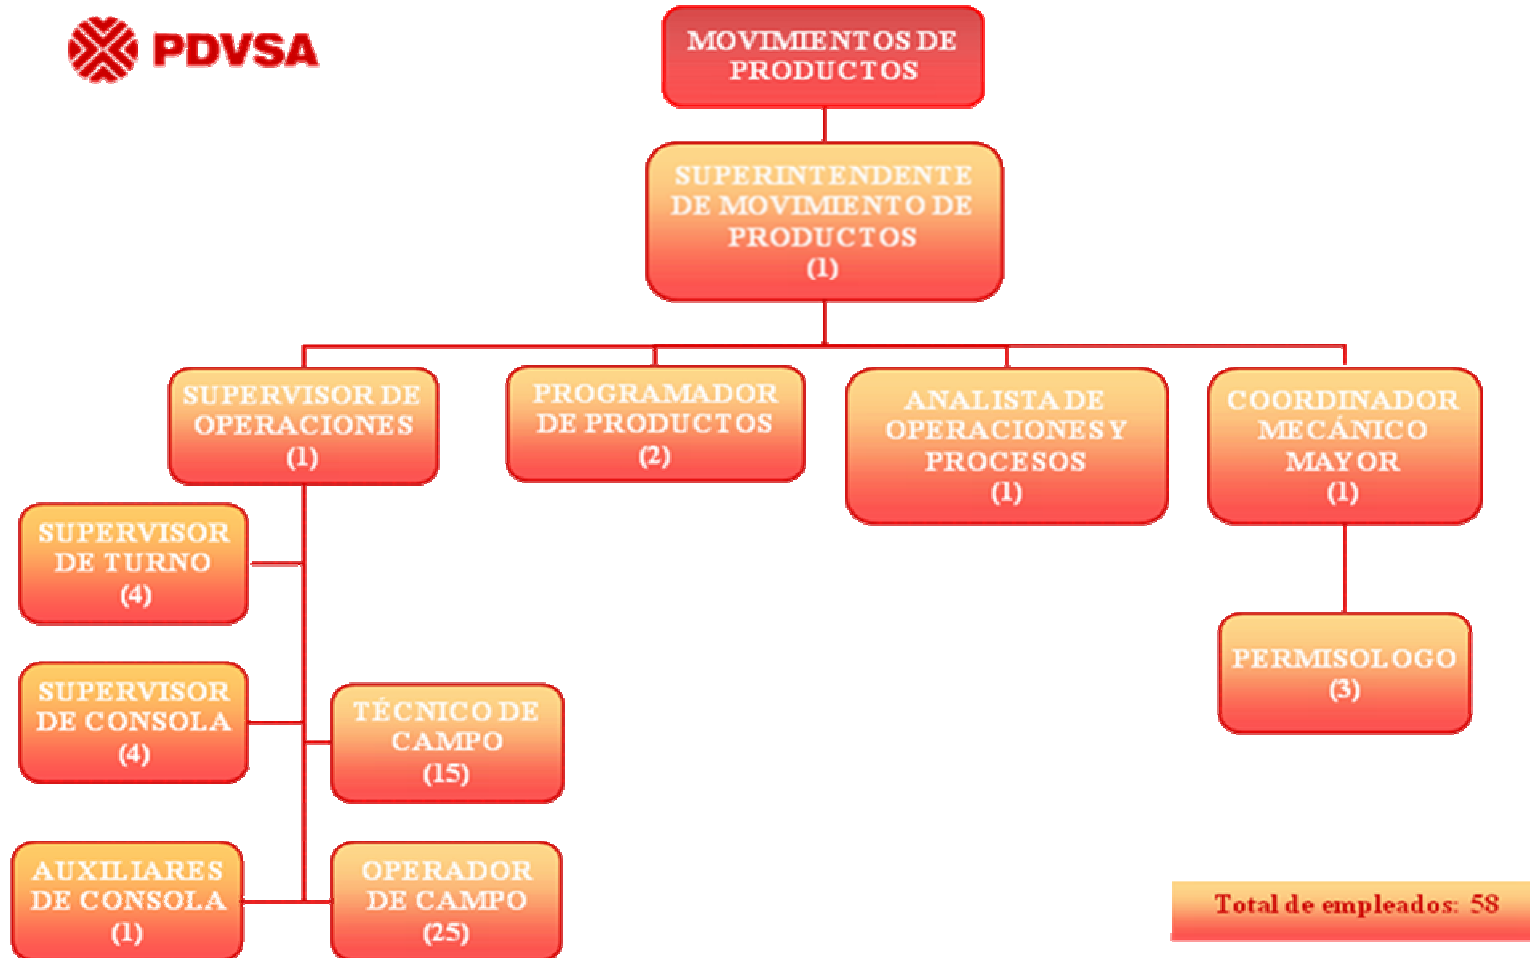 PDVSA
MOVIMIENTOS DE
PRODUCTOS
SUPERINTENDENTE
DE MOVIMIENTO DE
PRODUCTOS
(1)
SUPERVISOR DE
OPERACIONES
(1)
PROGRAMADOR
DE PRODUCTOS
(2)
ANALISTA DE
OPERACIONES Y
PROCESOS
(1)
COORDINADOR
MECÁNICO
MAYOR
(1)
SUPERVISOR
DE TURNO
(4)
SUPERVISOR
DE CONSOLA
(4)
TÉCNICO DE
CAMPO
(15)
PERMISOLOGO
(3)
AUXILIARES
DE CONSOLA
(1)
OPERADOR
DE CAMPO
(25)
Total de empleados: 58